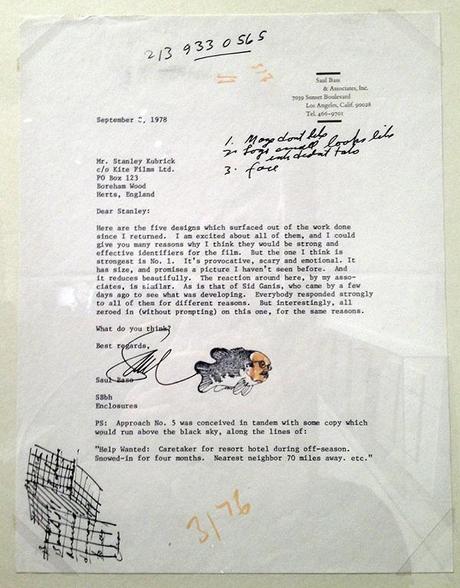 213 933 0565
Saul Bass
& Associates, Inc.
7039 Sunset Boulevard
Los Angeles, Calif. 90028
Tel. 466-9701
September , 1978
1. Maze dont like
2. Logo small looks like
ink didnt take
3. face
Mr. Stanley Kubrick
c/o Kite Films Ltd.
PO Box 123
Boreham Wood
Herts, England
Dear Stanley:
Here are the five designs which surfaced out of the work done
since I returned. I am excited about all of them, and I could
give you many reasons why I think they would be strong and
effective identifiers for the film. But the one I think is
strongest is No. 1. It's provocative, scary and emotional. It
has size, and promises a picture I haven't seen before. And
it reduces beautifully. The reaction around here, by my asso-
ciates, is similar. As is that of Sid Ganis, who came by a few
days ago to see what was developing. Everybody responded strongly
to all of them for different reasons. But interestingly, all
zeroed in (without prompting) on this one, for the same reasons.
What do you think?
Best regards,
Saul Bass
SBbh
Enclosures
PS: Approach No. 5 was conceived in tandem with some copy which
would run above the black sky, along the lines of:
"Help Wanted: Caretaker for resort hotel during off-season.
Snowed-in for four months. Nearest neighbor 70 miles away. etc."
3/76